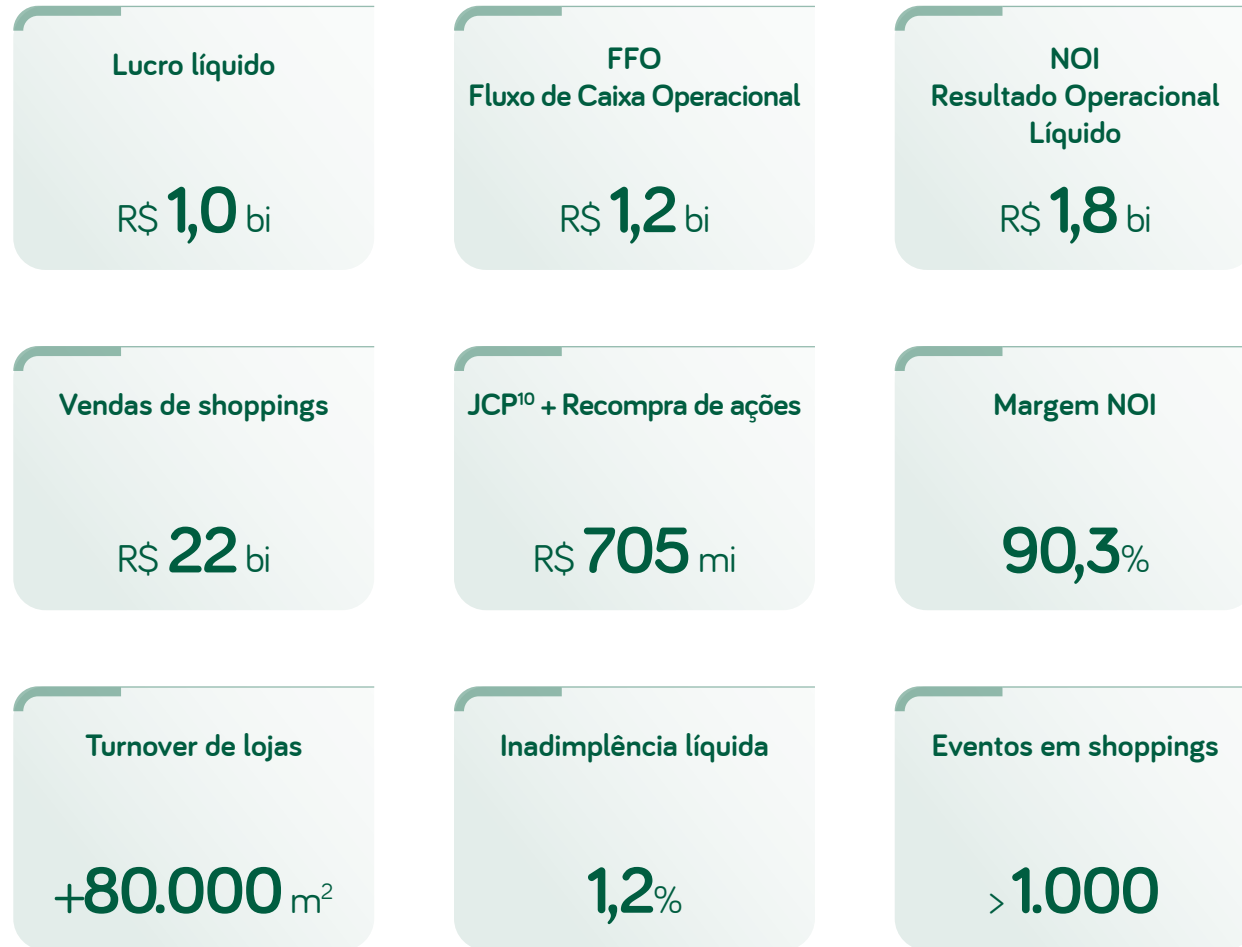 Lucro líquido
R$ 1,0 bi
FFO
Fluxo de Caixa Operacional
R$ 1,2 bi
NOI
Resultado Operacional
Líquido
R$ 1,8 bi
Vendas de shoppings
R$ 22 bi
JCP¹⁰ + Recompra de ações
R$ 705 mi
Margem NOI
90,3%
Turnover de lojas
+80.000 m²
Inadimplência líquida
1,2%
Eventos em shoppings
> 1.000